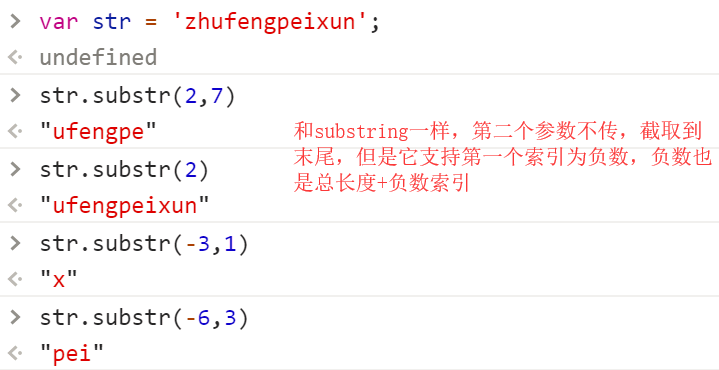 var str = 'zhufengpeixun';
undefined
str.substr(2,7)
"ufengpe"
和substring一样，第二个参数不传，截取到
末尾，但是它支持第一个索引为负数，负数也
是总长度+负数索引
str.substr(2)
"ufengpeixun"
str.substr(-3,1)
"x"
str.substr(-6,3)
"pei"